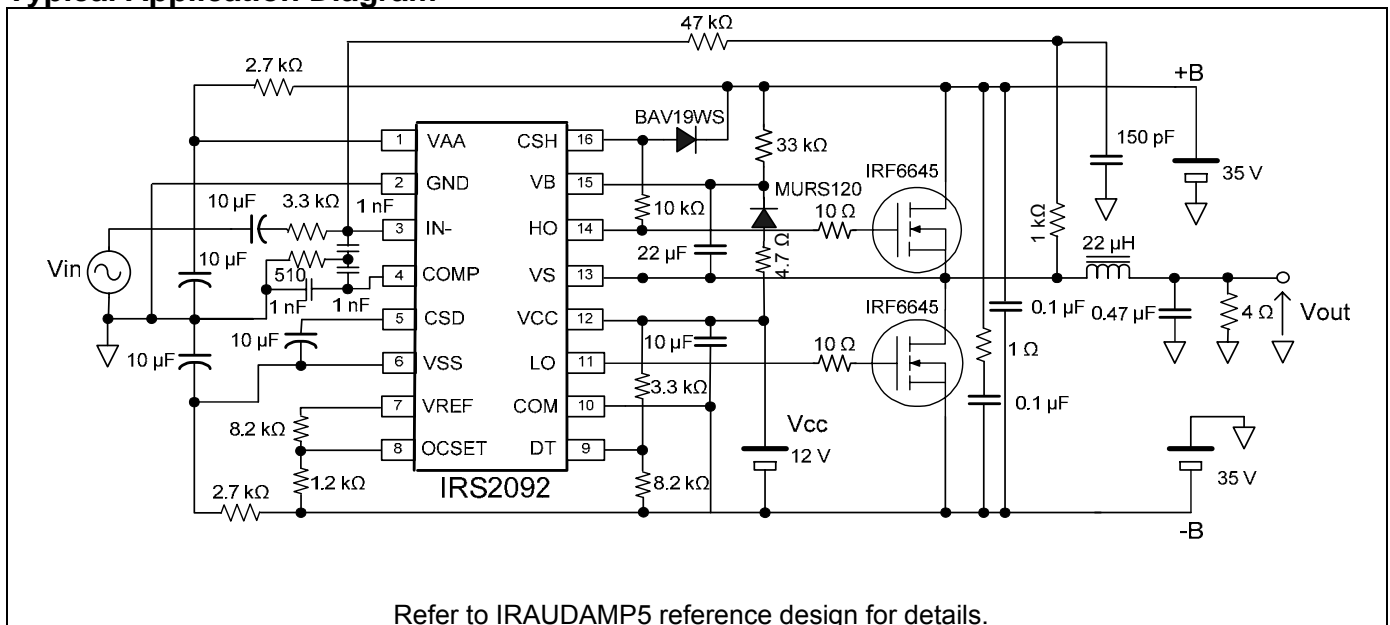 Typical Application Diagram
47 kΩ
2.7 kΩ
+B
BAV19WS
1 VAA
CSH 16
33 kΩ
150 pF
35 V
IRF6645
2 GND
VB 15
MURS120
10 µF
3.3 kΩ
1 nF
10 kΩ
10 Ω
1 kΩ
3 IN-
HO 14
22 µF
4.7 Ω
22 µH
Vin
10 µF
510
4 COMP
VS 13
1 nF
1 nF
IRF6645
0.1 µF
0.47 µF
4 Ω
Vout
5 CSD
VCC 12
10 µF
10 µF
10 Ω
1 Ω
10 µF
6 VSS
LO 11
3.3 kΩ
0.1 µF
7 VREF
COM 10
Vcc
8.2 kΩ
8 OCSET
DT 9
12 V
1.2 kΩ
8.2 kΩ
35 V
2.7 kΩ
IRS2092
-B
Refer to IRAUDAMP5 reference design for details.